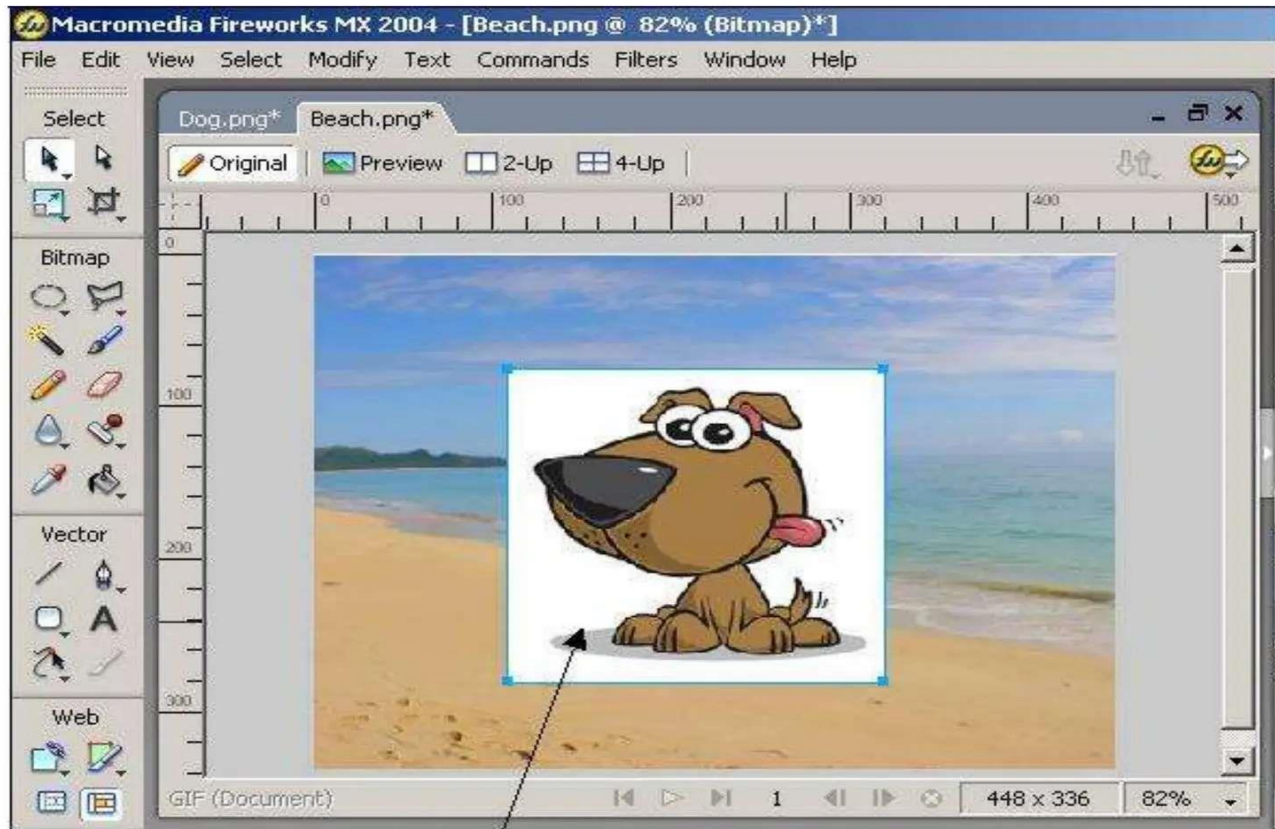 Macromedia Fireworks MX 2004 - [Beach.png @ 82% (Bitmap)*]
File Edit View Select Modify Text Commands Filters Window Help
Select
Dog.png* Beach.png*
Original Preview 2-Up 4-Up
0 100 200 300 400 500
0
Bitmap
100
Vector
200
A
300
Web
GIF (Document) 1 448 x 336 82%